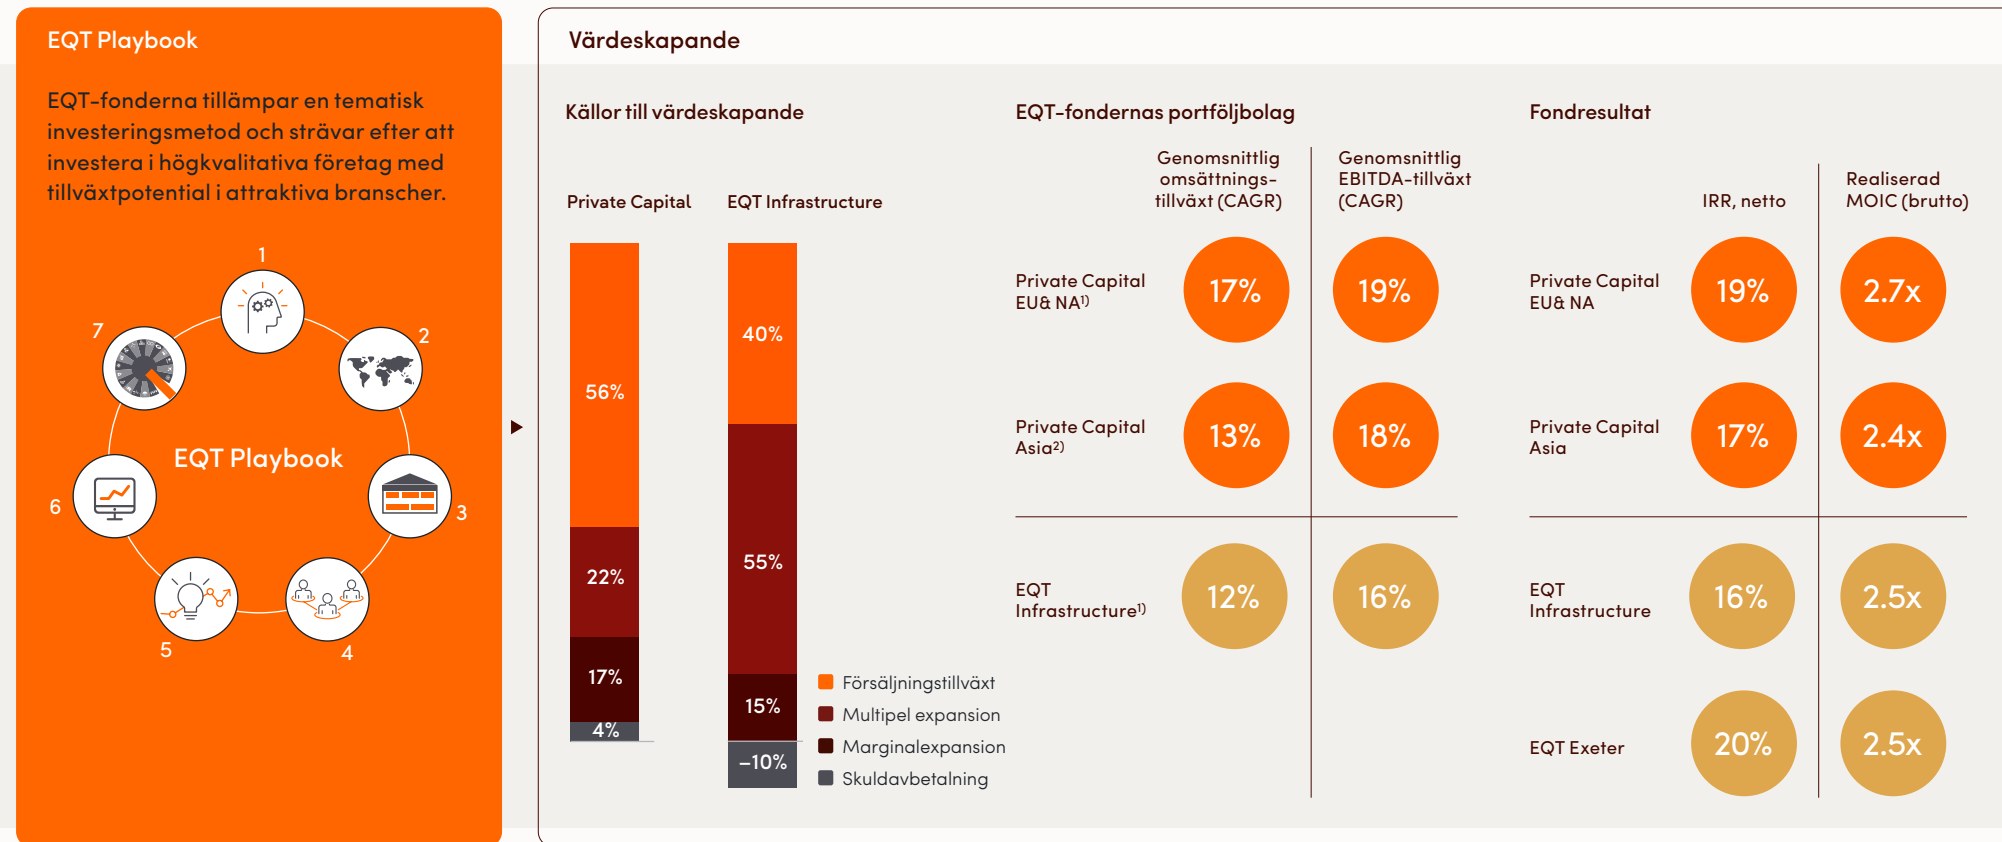 EQT Playbook
EQT-fonderna tillämpar en tematisk
investeringsmetod och strävar efter att
investera i högkvalitativa företag med
tillväxtpotential i attraktiva branscher.
1
2
3
4
5
6
7
EQT Playbook
Värdeskapande
Källor till värdeskapande
Private Capital
EQT Infrastructure
56%
22%
17%
4%
40%
55%
15%
–10%
Försäljningstillväxt
Multipel expansion
Marginalexpansion
Skuldavbetalning
EQT-fondernas portföljbolag
Genomsnittlig
omsättnings-
tillväxt (CAGR)
Genomsnittlig
EBITDA-tillväxt
(CAGR)
Private Capital
EU& NA¹⁾
17%
19%
Private Capital
Asia²⁾
13%
18%
EQT
Infrastructure¹⁾
12%
16%
Fondresultat
IRR, netto
Realiserad
MOIC (brutto)
Private Capital
EU& NA
19%
2.7x
Private Capital
Asia
17%
2.4x
EQT
Infrastructure
16%
2.5x
EQT Exeter
20%
2.5x